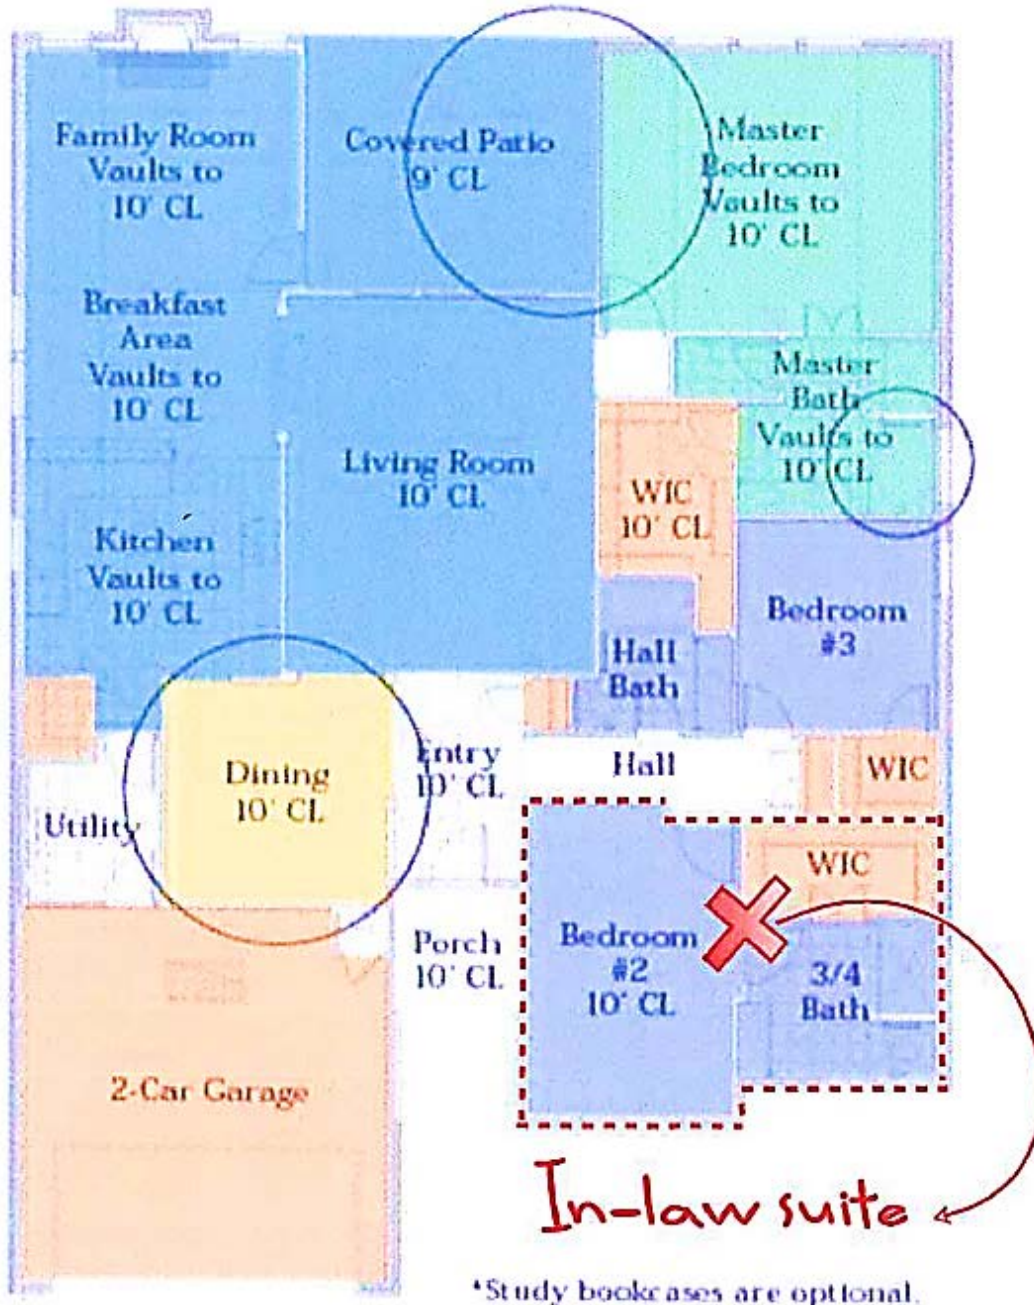 Family Room
Vaults to
10' CL
Covered Patio
9' CL
Master
Bedroom
Vaults to
10' CL
Breakfast
Area
Vaults to
10' CL
Living Room
10' CL
Master
Bath
Vaults to
10' CL
WIC
10' CL
Kitchen
Vaults to
10' CL
Bedroom
#3
Hall
Bath
Dining
10' CL
Entry
10' CL
Hall
WIC
Utility
WIC
Porch
10' CL
Bedroom
#2
10' CL
3/4
Bath
2-Car Garage
In-law suite
*Study bookcases are optional.